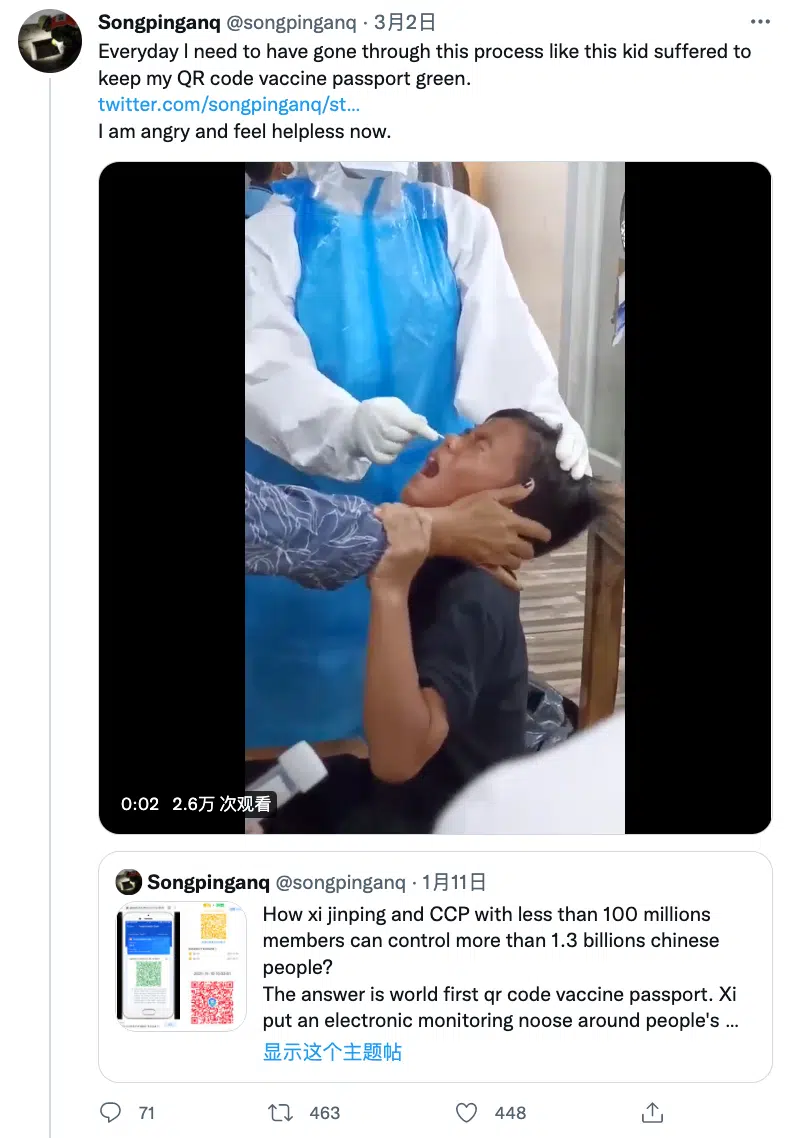 Songpinganq @songpinganq · 3月2日
Everyday I need to have gone through this process like this kid suffered to
keep my QR code vaccine passport green.
twitter.com/songpinganq/st...
I am angry and feel helpless now.
0:02 2.6万 次观看
Songpinganq @songpinganq · 1月11日
How xi jinping and CCP with less than 100 millions
members can control more than 1.3 billions chinese
people?
The answer is world first qr code vaccine passport. Xi
put an electronic monitoring noose around people's ...
显示这个主题帖
71 463 448